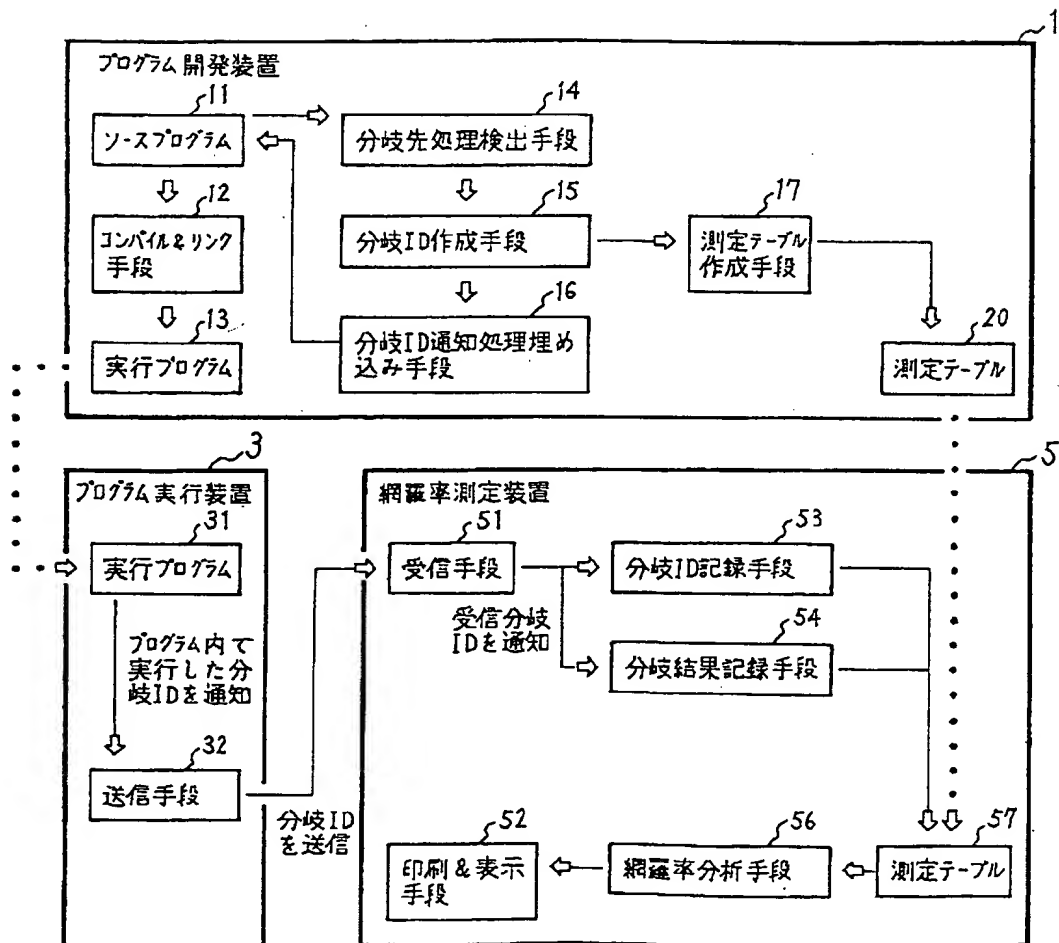 1
プログラム開発装置
11
ソースプログラム
14
分岐先処理検出手段
12
コンパイル&リンク
手段
15
分岐ID作成手段
17
測定テーブル
作成手段
13
実行プログラム
16
分岐ID通知処理埋め
込み手段
20
測定テーブル
3
プログラム実行装置
31
実行プログラム
プログラム内で
実行した分
岐IDを通知
32
送信手段
分岐ID
を送信
5
網羅率測定装置
51
受信手段
受信分岐
IDを通知
53
分岐ID記録手段
54
分岐結果記録手段
52
印刷&表示
手段
56
網羅率分析手段
57
測定テーブル